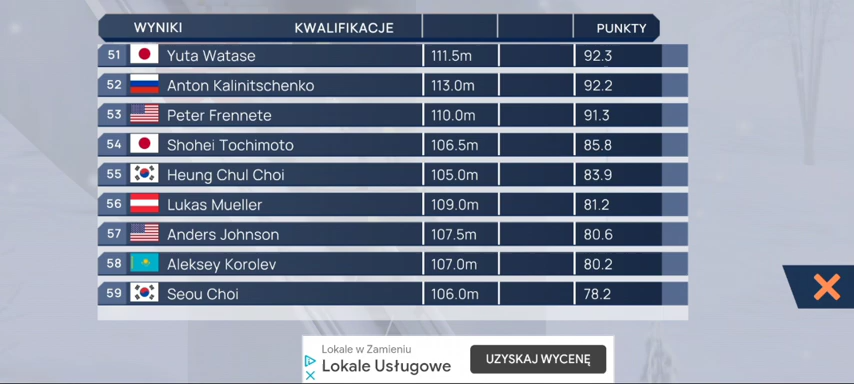 WYNIKI KWALIFIKACJE PUNKTY
51 Yuta Watase 111.5m 92.3
52 Anton Kalinitschenko 113.0m 92.2
53 Peter Frennete 110.0m 91.3
54 Shohei Tochimoto 106.5m 85.8
55 Heung Chul Choi 105.0m 83.9
56 Lukas Mueller 109.0m 81.2
57 Anders Johnson 107.5m 80.6
58 Aleksey Korolev 107.0m 80.2
59 Seou Choi 106.0m 78.2
Lokale w Zamieniu
Lokale Usługowe
UZYSKAJ WYCENĘ